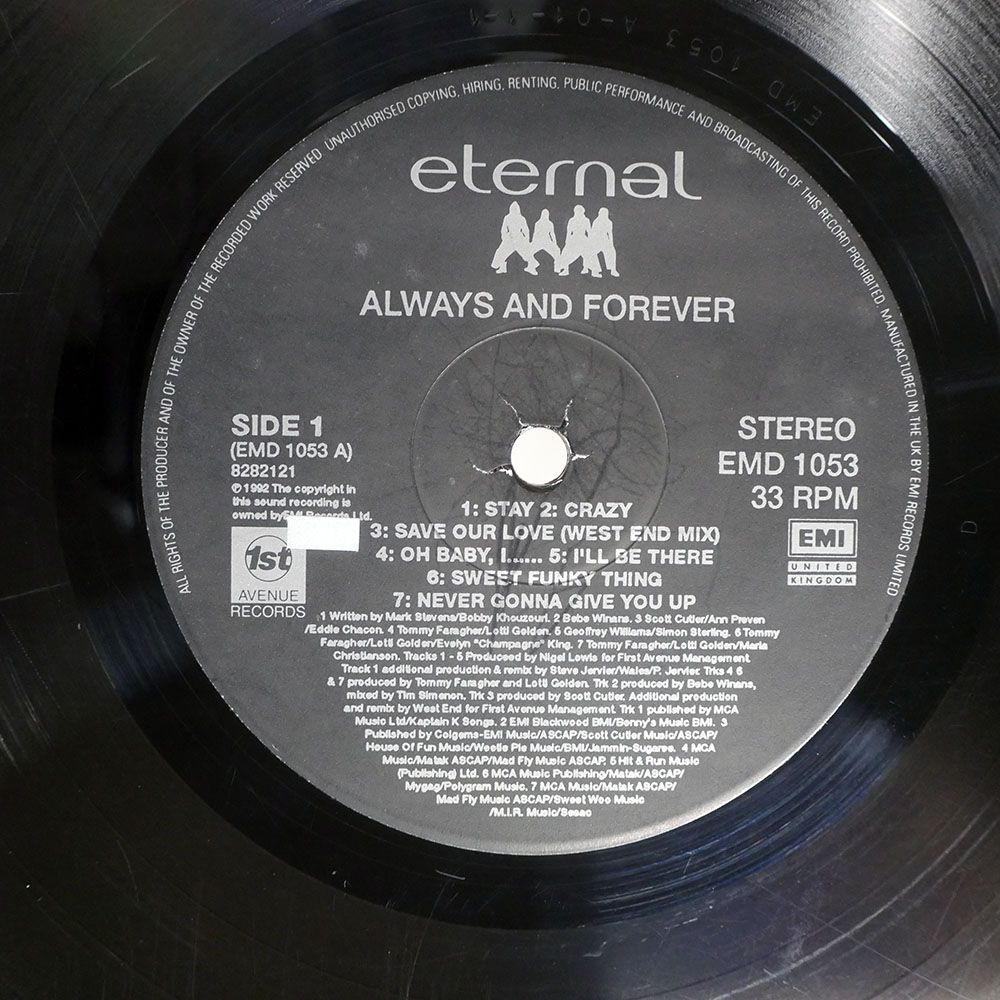 EMD 1053 A-01-1-1
ALL RIGHTS OF THE PRODUCER AND OF THE OWNER OF THE RECORDED WORK RESERVED UNAUTHORISED COPYING, HIRING, RENTING, PUBLIC PERFORMANCE AND BROADCASTING OF THIS RECORD PROHIBITED. MANUFACTURED IN THE UK BY EMI RECORDS LIMITED
eternal
ALWAYS AND FOREVER
SIDE 1
(EMD 1053 A)
8282121
℗ 1992 The copyright in
this sound recording is
owned by EMI Records Ltd.
1st
AVENUE
RECORDS
STEREO
EMD 1053
33 RPM
EMI
UNITED
KINGDOM
1: STAY 2: CRAZY
3: SAVE OUR LOVE (WEST END MIX)
4: OH BABY, I....... 5: I'LL BE THERE
6: SWEET FUNKY THING
7: NEVER GONNA GIVE YOU UP
1 Written by Mark Stevens/Bobby Khouzouri. 2 Bebe Winans. 3 Scott Cutler/Ann Preven
/Eddie Chacon. 4 Tommy Faragher/Lotti Golden. 5 Geoffrey Williams/Simon Sterling. 6 Tommy
Faragher/Lotti Golden/Evelyn "Champagne" King. 7 Tommy Faragher/Lotti Golden/Maria
Christianson. Tracks 1 - 5 Produceed by Nigel Lewis for First Avenue Management.
Track 1 additional production & remix by Steve Jervier/Wales/P. Jervier. Trks 4 6
& 7 produced by Tommy Faragher and Lotti Golden. Trk 2 produced by Bebe Winans,
mixed by Tim Simenon. Trk 3 produced by Scott Cutler. Additional production
and remix by West End for First Avenue Management. Trk 1 published by MCA
Music Ltd/Kaptain K Songs. 2 EMI Blackwood BMI/Benny's Music BMI. 3
Published by Colgems-EMI Music/ASCAP/Scott Cutler Music/ASCAP/
House Of Fun Music/Weetie Pie Music/BMI/Jammin-Sugares. 4 MCA
Music/Matak ASCAP/Mad Fly Music ASCAP. 5 Hit & Run Music
(Publishing) Ltd. 6 MCA Music Publishing/Matak/ASCAP/
Mygag/Polygram Music. 7 MCA Music/Matak ASCAP/
Mad Fly Music ASCAP/Sweet Woo Music
/M.I.R. Music/Sesac
D